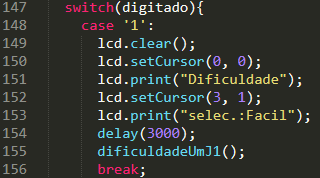 147 switch(digitado){
148 case '1':
149 lcd.clear();
150 lcd.setCursor(0, 0);
151 lcd.print("Dificuldade");
152 lcd.setCursor(3, 1);
153 lcd.print("selec.:Facil");
154 delay(3000);
155 dificuldadeUmJ1();
156 break;